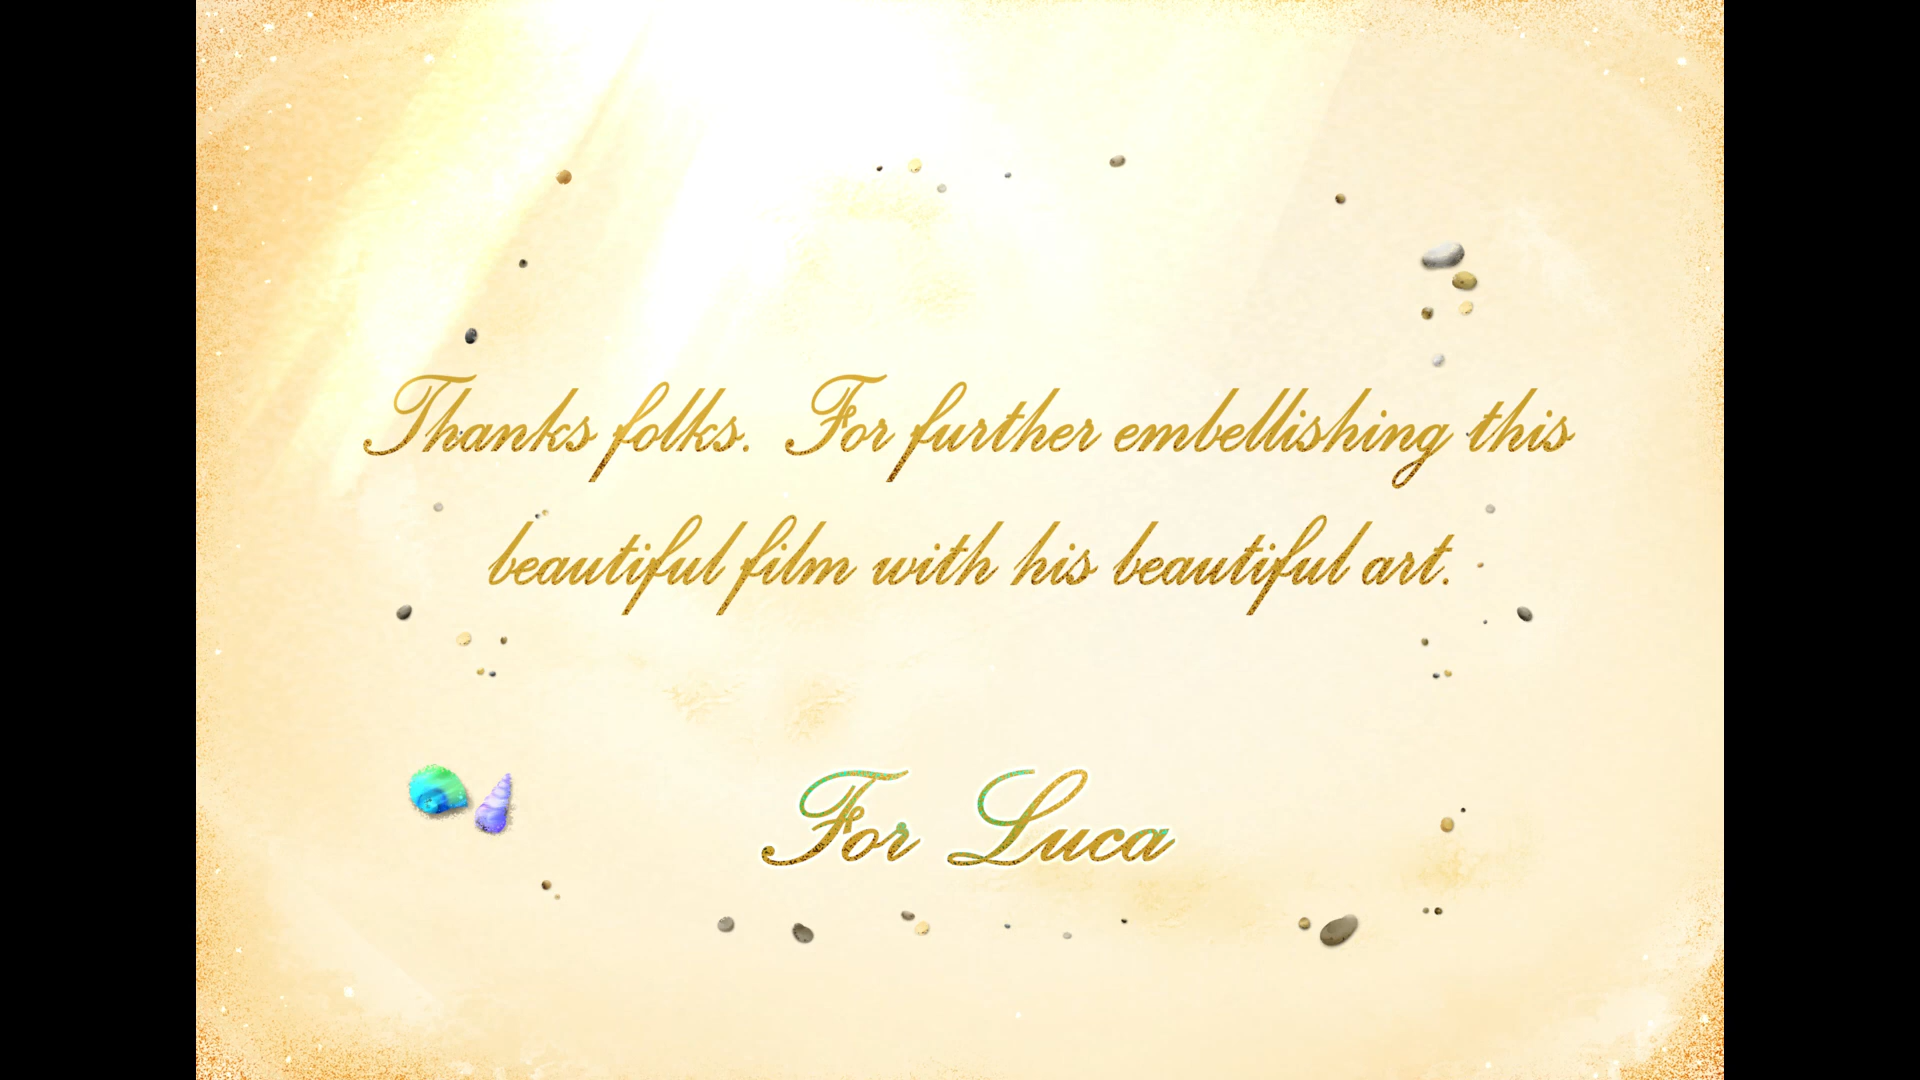 Thanks folks. For further embellishing this
beautiful film with his beautiful art.
For Luca